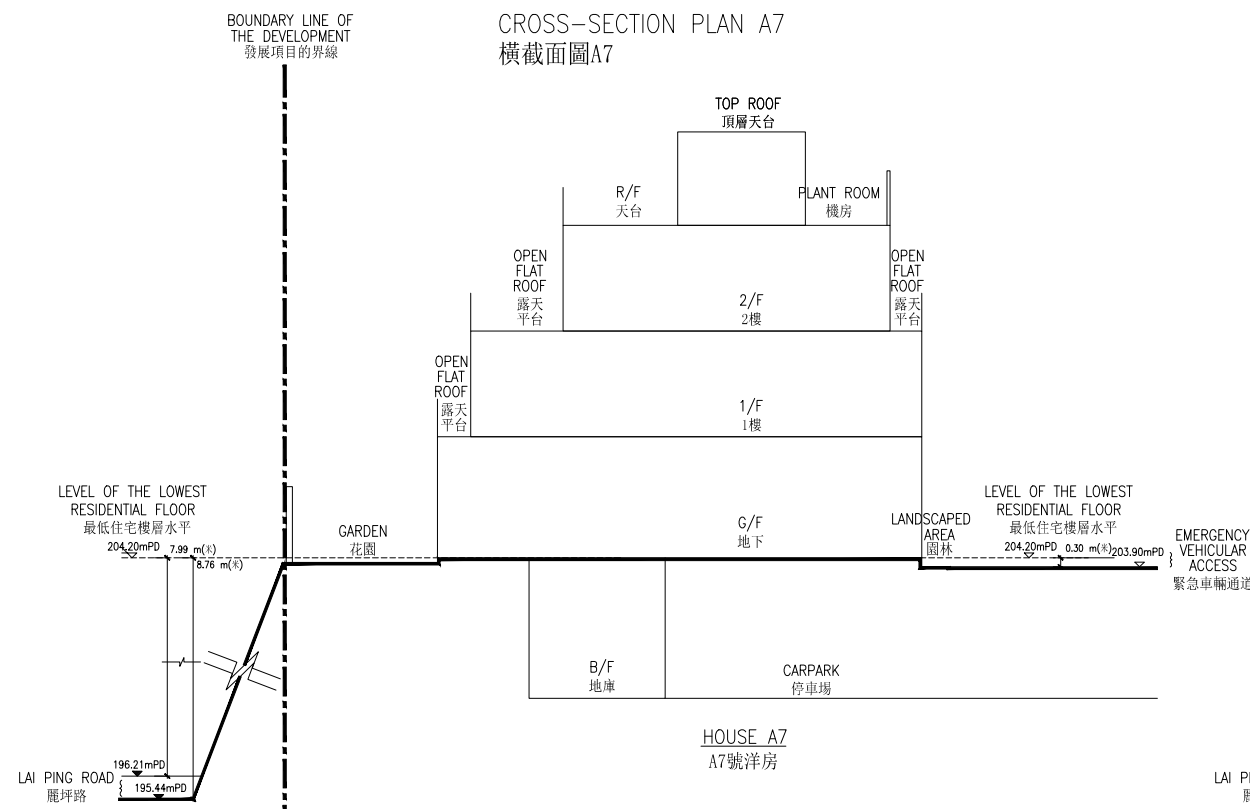 CROSS-SECTION PLAN A7
橫截面圖A7
BOUNDARY LINE OF
THE DEVELOPMENT
發展項目的界線
TOP ROOF
頂層天台
R/F
天台
PLANT ROOM
機房
OPEN
FLAT
ROOF
露天
平台
2/F
2樓
OPEN
FLAT
ROOF
露天
平台
OPEN
FLAT
ROOF
露天
平台
1/F
1樓
LEVEL OF THE LOWEST
RESIDENTIAL FLOOR
最低住宅樓層水平
204.20mPD
7.99 m(米)
8.76 m(米)
GARDEN
花園
G/F
地下
LANDSCAPED
AREA
園林
LEVEL OF THE LOWEST
RESIDENTIAL FLOOR
最低住宅樓層水平
204.20mPD
0.30 m(米)
203.90mPD
EMERGENCY
VEHICULAR
ACCESS
緊急車輛通道
B/F
地庫
CARPARK
停車場
HOUSE A7
A7號洋房
LAI PING ROAD
麗坪路
196.21mPD
195.44mPD